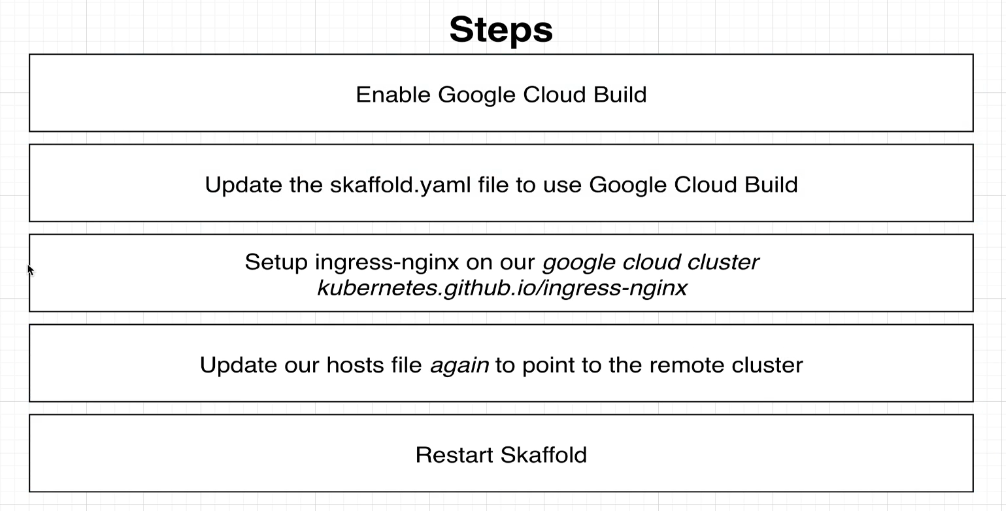 Steps
Enable Google Cloud Build
Update the skaffold.yaml file to use Google Cloud Build
Setup ingress-nginx on our google cloud cluster
kubernetes.github.io/ingress-nginx
Update our hosts file again to point to the remote cluster
Restart Skaffold